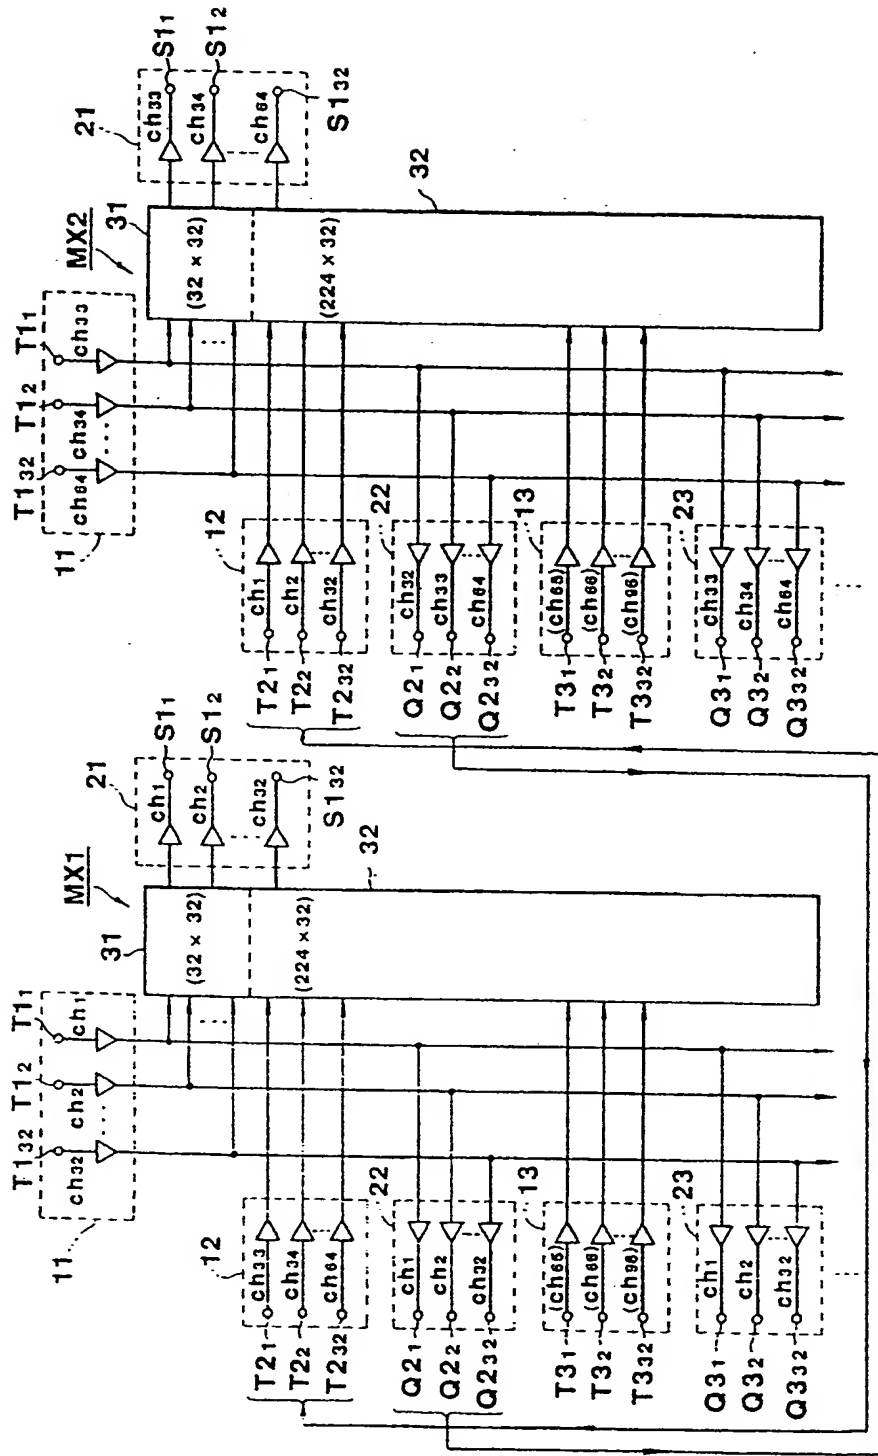 MX1
11
T1₃₂
T1₂
T1₁
ch₃₂
ch₂
ch₁
31
(32 × 32)
(224 × 32)
32
21
ch₁
S1₁
ch₂
S1₂
ch₃₂
S1₃₂
12
T2₁
ch₃₃
T2₂
ch₃₄
T2₃₂
ch₆₄
22
Q2₁
ch₁
Q2₂
ch₂
Q2₃₂
ch₃₂
13
T3₁
(ch₆₅)
T3₂
(ch₆₆)
T3₃₂
(ch₉₆)
23
Q3₁
ch₁
Q3₂
ch₂
Q3₃₂
ch₃₂
MX2
11
T1₃₂
T1₂
T1₁
ch₆₄
ch₃₄
ch₃₃
31
(32 × 32)
(224 × 32)
32
21
ch₃₃
S1₁
ch₃₄
S1₂
ch₆₄
S1₃₂
12
T2₁
ch₁
T2₂
ch₂
T2₃₂
ch₃₂
22
Q2₁
ch₃₂
Q2₂
ch₃₃
Q2₃₂
ch₆₄
13
T3₁
(ch₆₅)
T3₂
(ch₆₆)
T3₃₂
(ch₉₆)
23
Q3₁
ch₃₃
Q3₂
ch₃₄
Q3₃₂
ch₆₄